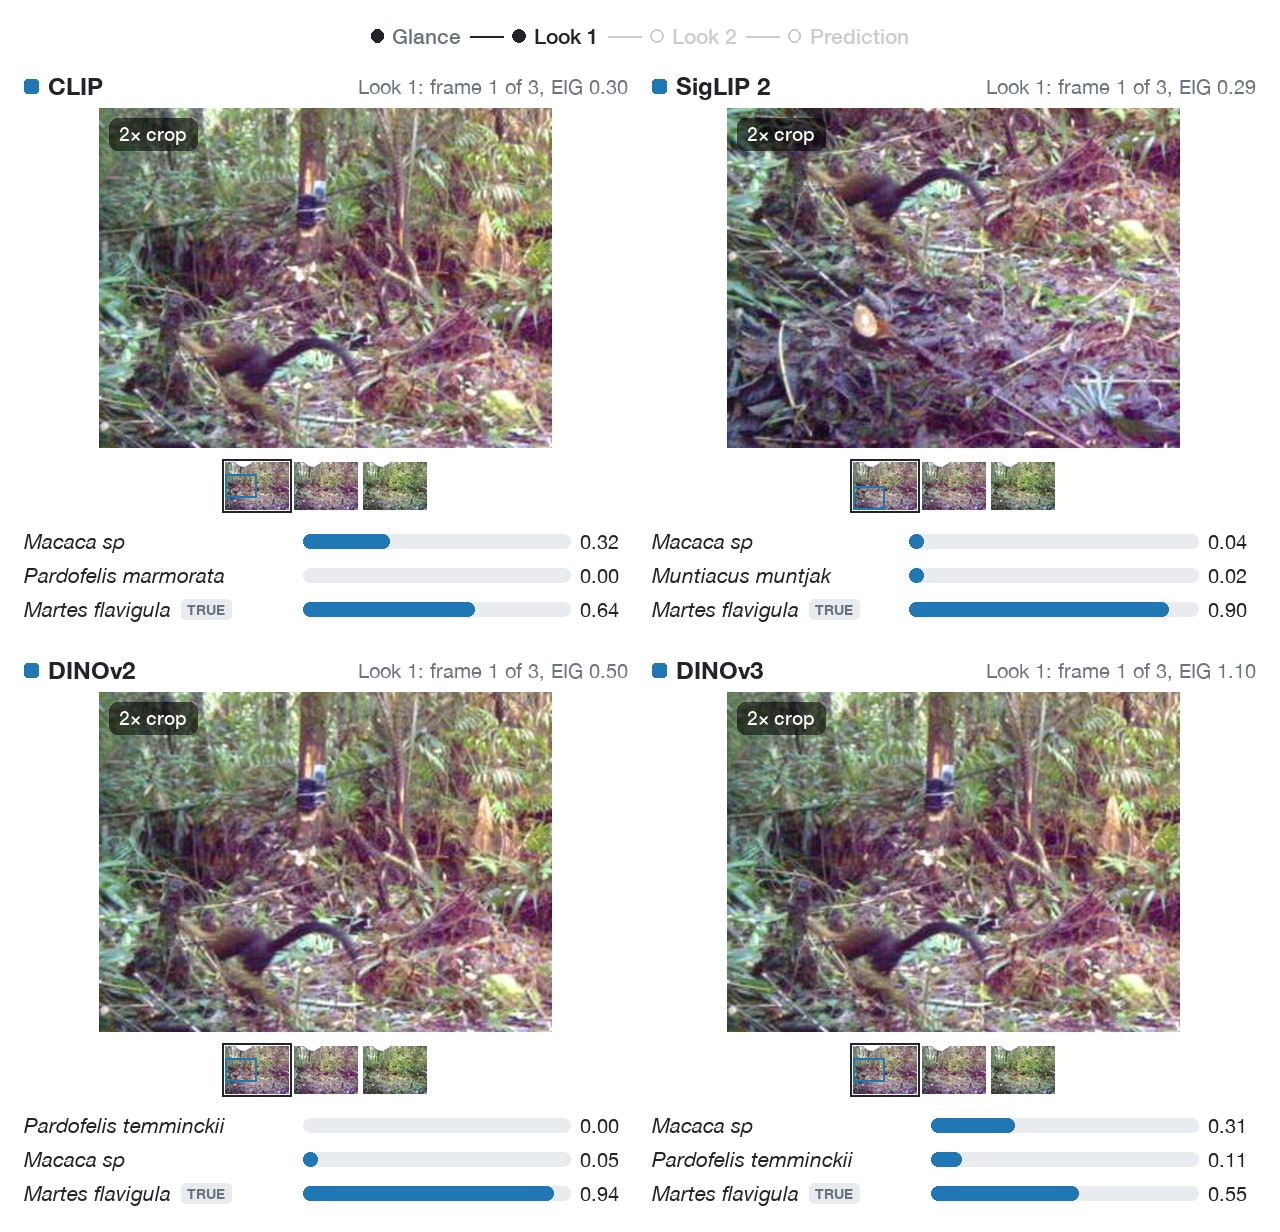 Glance Look 1 Look 2 Prediction
CLIP Look 1: frame 1 of 3, EIG 0.30
2× crop
Macaca sp 0.32
Pardofelis marmorata 0.00
Martes flavigula TRUE 0.64
SigLIP 2 Look 1: frame 1 of 3, EIG 0.29
2× crop
Macaca sp 0.04
Muntiacus muntjak 0.02
Martes flavigula TRUE 0.90
DINOv2 Look 1: frame 1 of 3, EIG 0.50
2× crop
Pardofelis temminckii 0.00
Macaca sp 0.05
Martes flavigula TRUE 0.94
DINOv3 Look 1: frame 1 of 3, EIG 1.10
2× crop
Macaca sp 0.31
Pardofelis temminckii 0.11
Martes flavigula TRUE 0.55